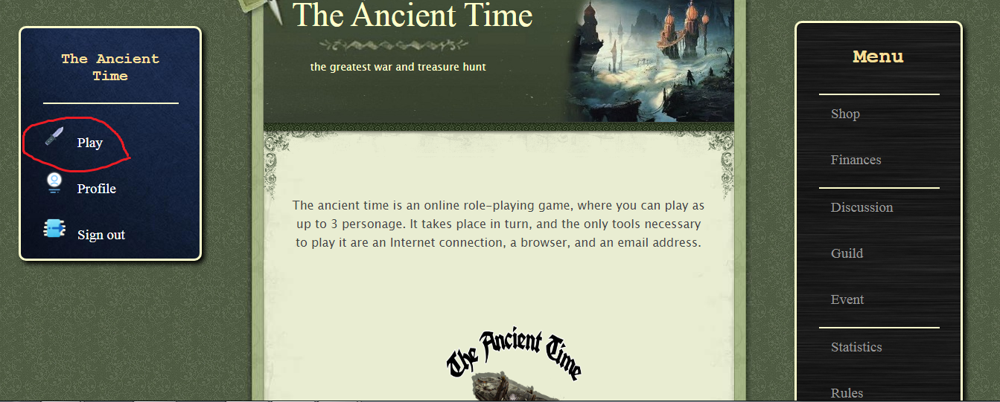 The Ancient Time
the greatest war and treasure hunt
The Ancient
Time
Play
Profile
Sign out
The ancient time is an online role-playing game, where you can play as
up to 3 personage. It takes place in turn, and the only tools necessary
to play it are an Internet connection, a browser, and an email address.
The Ancient Time
Menu
Shop
Finances
Discussion
Guild
Event
Statistics
Rules